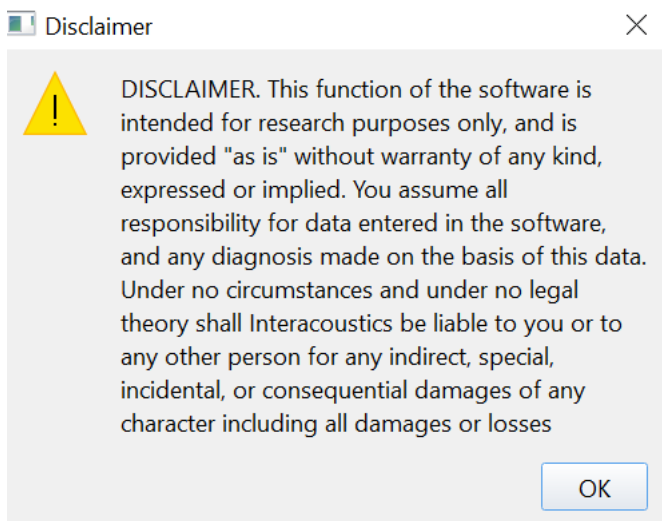 Disclaimer
DISCLAIMER. This function of the software is
intended for research purposes only, and is
provided "as is" without warranty of any kind,
expressed or implied. You assume all
responsibility for data entered in the software,
and any diagnosis made on the basis of this data.
Under no circumstances and under no legal
theory shall Interacoustics be liable to you or to
any other person for any indirect, special,
incidental, or consequential damages of any
character including all damages or losses
OK